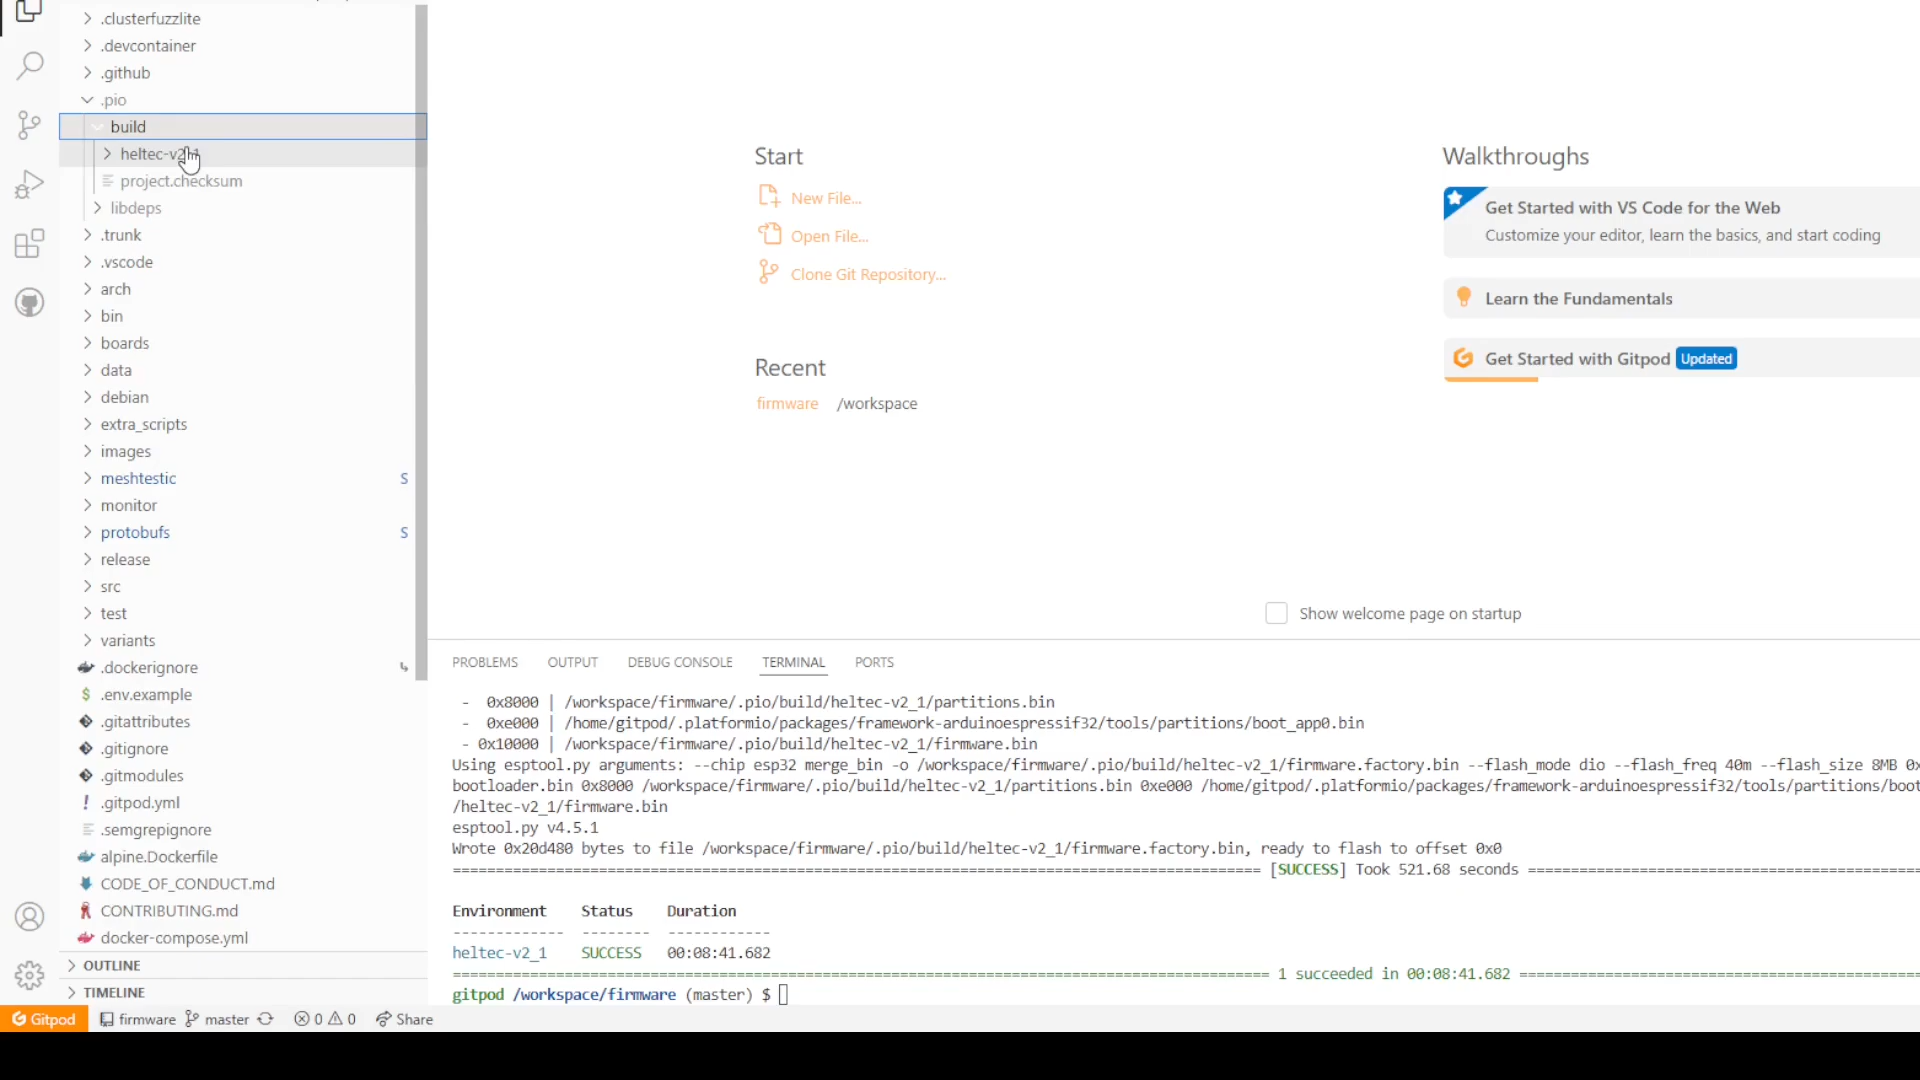 .clusterfuzzlite
.devcontainer
.github
.pio
build
heltec-v2_1
project.checksum
libdeps
.trunk
.vscode
arch
bin
boards
data
debian
extra_scripts
images
meshtestic S
monitor
protobufs S
release
src
test
variants
.dockerignore
.env.example
.gitattributes
.gitignore
.gitmodules
.gitpod.yml
.semgrepignore
alpine.Dockerfile
CODE_OF_CONDUCT.md
CONTRIBUTING.md
docker-compose.yml
OUTLINE
TIMELINE
Start
New File...
Open File...
Clone Git Repository...
Recent
firmware /workspace
Walkthroughs
Get Started with VS Code for the Web
Customize your editor, learn the basics, and start coding
Learn the Fundamentals
Get Started with Gitpod Updated
Show welcome page on startup
PROBLEMS OUTPUT DEBUG CONSOLE TERMINAL PORTS
- 0x8000 | /workspace/firmware/.pio/build/heltec-v2_1/partitions.bin
- 0xe000 | /home/gitpod/.platformio/packages/framework-arduinoespressif32/tools/partitions/boot_app0.bin
- 0x10000 | /workspace/firmware/.pio/build/heltec-v2_1/firmware.bin
Using esptool.py arguments: --chip esp32 merge_bin -o /workspace/firmware/.pio/build/heltec-v2_1/firmware.factory.bin --flash_mode dio --flash_freq 40m --flash_size 8MB 0x
bootloader.bin 0x8000 /workspace/firmware/.pio/build/heltec-v2_1/partitions.bin 0xe000 /home/gitpod/.platformio/packages/framework-arduinoespressif32/tools/partitions/boot
/heltec-v2_1/firmware.bin
esptool.py v4.5.1
Wrote 0x20d480 bytes to file /workspace/firmware/.pio/build/heltec-v2_1/firmware.factory.bin, ready to flash to offset 0x0
================ [SUCCESS] Took 521.68 seconds ================
Environment Status Duration
------------- -------- ------------
heltec-v2_1 SUCCESS 00:08:41.682
================ 1 succeeded in 00:08:41.682 ================
gitpod /workspace/firmware (master) $
Gitpod firmware master 0 0 Share